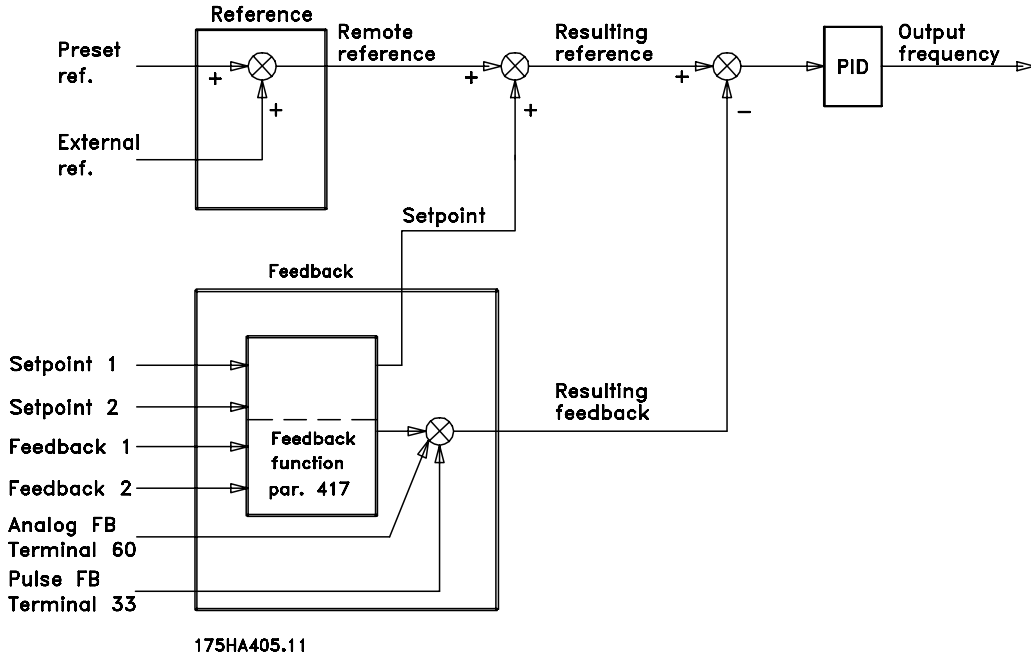 Reference
Preset
ref.
+
+
External
ref.
Remote
reference
+
+
Resulting
reference
+
-
PID
Output
frequency
Setpoint
Feedback
Setpoint 1
Setpoint 2
Feedback 1
Feedback 2
Feedback
function
par. 417
Resulting
feedback
Analog FB
Terminal 60
Pulse FB
Terminal 33
175HA405.11